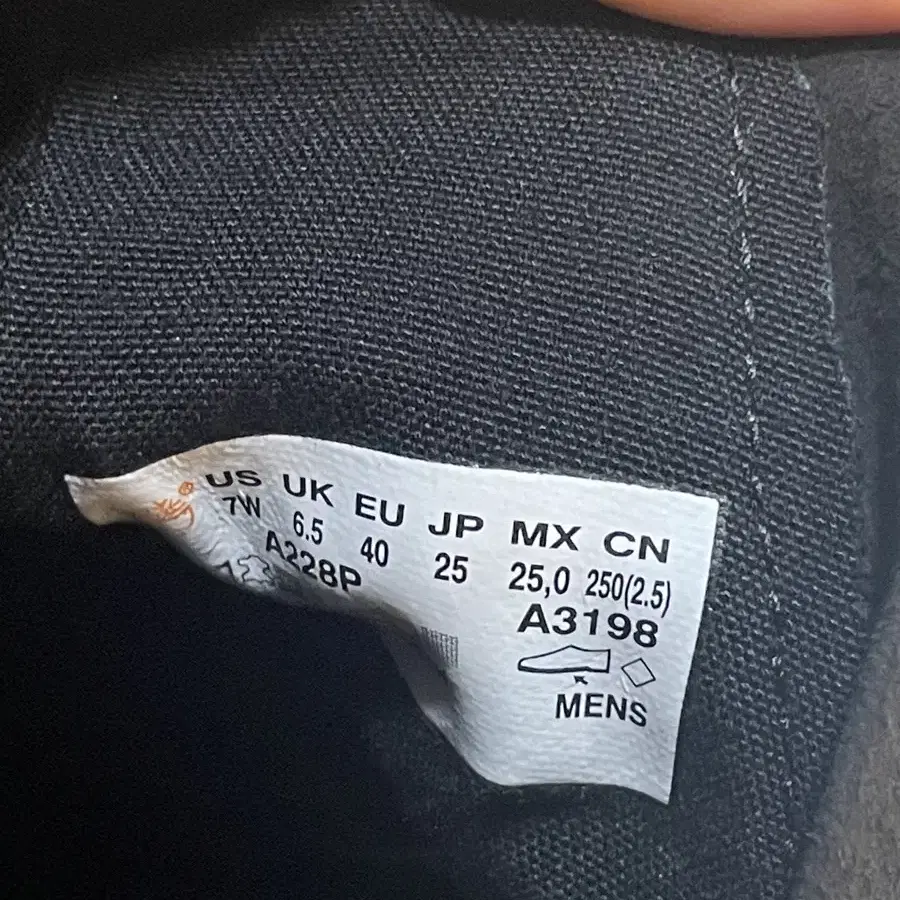 US UK EU JP MX CN
7W 6.5 40 25 25,0 250(2.5)
A228P A3198
MENS